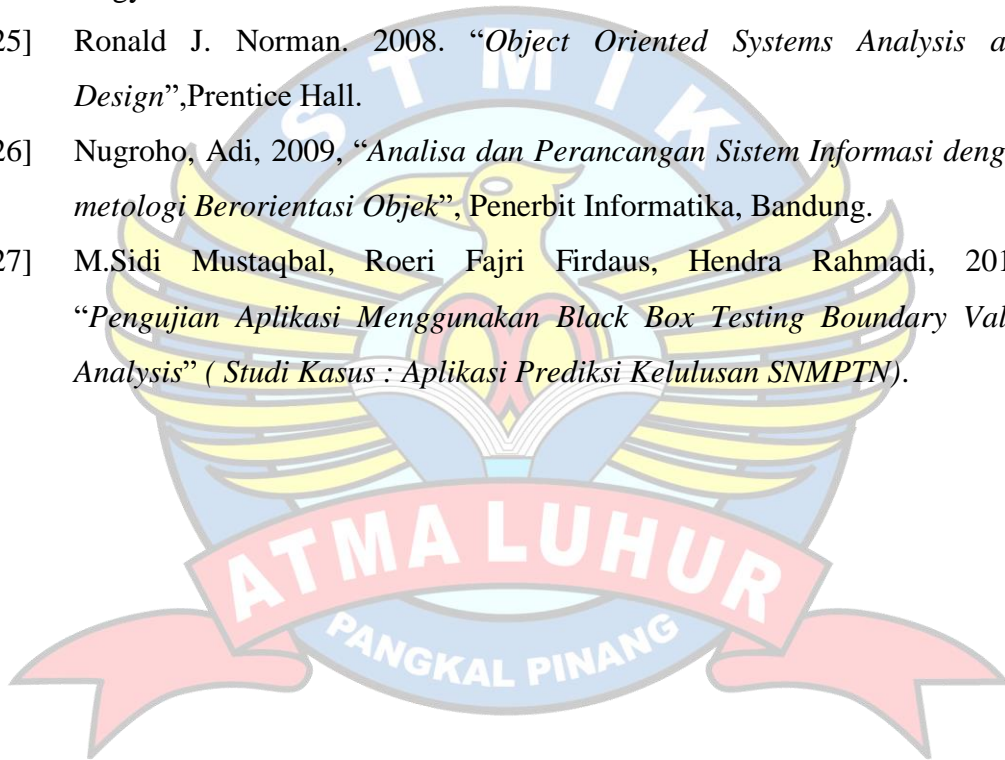 25] Ronald J. Norman. 2008. “Object Oriented Systems Analysis a
Design”,Prentice Hall.
26] Nugroho, Adi, 2009, “Analisa dan Perancangan Sistem Informasi deng
metologi Berorientasi Objek”, Penerbit Informatika, Bandung.
27] M.Sidi Mustaqbal, Roeri Fajri Firdaus, Hendra Rahmadi, 201
“Pengujian Aplikasi Menggunakan Black Box Testing Boundary Val
Analysis” ( Studi Kasus : Aplikasi Prediksi Kelulusan SNMPTN).
STMIK
ATMA LUHUR
PANGKAL PINANG